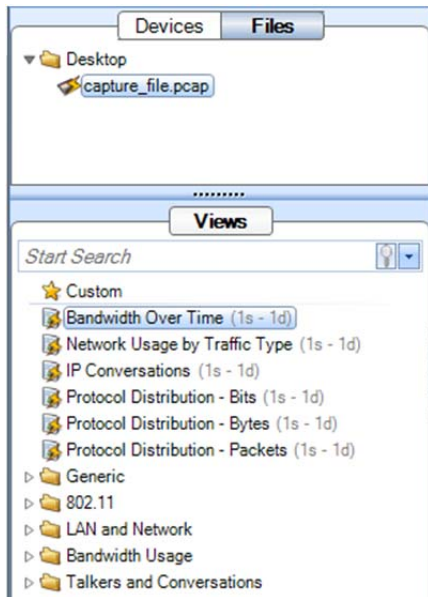 Devices Files
Desktop
capture_file.pcap
Views
Start Search
Custom
Bandwidth Over Time (1s - 1d)
Network Usage by Traffic Type (1s - 1d)
IP Conversations (1s - 1d)
Protocol Distribution - Bits (1s - 1d)
Protocol Distribution - Bytes (1s - 1d)
Protocol Distribution - Packets (1s - 1d)
Generic
802.11
LAN and Network
Bandwidth Usage
Talkers and Conversations